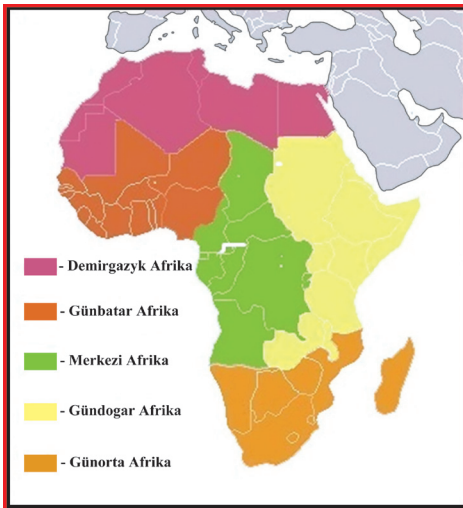 - Demirgazyk Afrika
- Günbatar Afrika
- Merkezi Afrika
- Gündogar Afrika
- Günorta Afrika